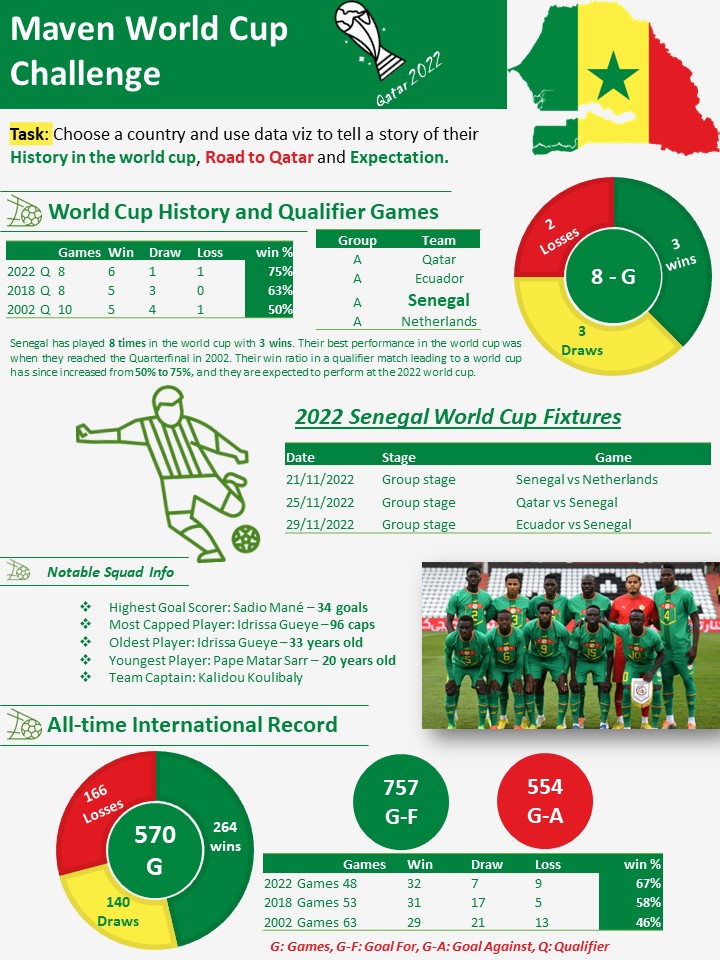 Maven World Cup
Challenge
Qatar 2022
Task: Choose a country and use data viz to tell a story of their
History in the world cup, Road to Qatar and Expectation.
World Cup History and Qualifier Games
Games Win Draw Loss win %
2022 Q 8 6 1 1 75%
2018 Q 8 5 3 0 63%
2002 Q 10 5 4 1 50%
Group Team
A Qatar
A Ecuador
A Senegal
A Netherlands
2
Losses
3
wins
8 - G
3
Draws
Senegal has played 8 times in the world cup with 3 wins. Their best performance in the world cup was
when they reached the Quarterfinal in 2002. Their win ratio in a qualifier match leading to a world cup
has since increased from 50% to 75%, and they are expected to perform at the 2022 world cup.
2022 Senegal World Cup Fixtures
Date Stage Game
21/11/2022 Group stage Senegal vs Netherlands
25/11/2022 Group stage Qatar vs Senegal
29/11/2022 Group stage Ecuador vs Senegal
Notable Squad Info
❖ Highest Goal Scorer: Sadio Mané – 34 goals
❖ Most Capped Player: Idrissa Gueye – 96 caps
❖ Oldest Player: Idrissa Gueye – 33 years old
❖ Youngest Player: Pape Matar Sarr – 20 years old
❖ Team Captain: Kalidou Koulibaly
All-time International Record
166
Losses
264
wins
570
G
140
Draws
757
G-F
554
G-A
Games Win Draw Loss win %
2022 Games 48 32 7 9 67%
2018 Games 53 31 17 5 58%
2002 Games 63 29 21 13 46%
G: Games, G-F: Goal For, G-A: Goal Against, Q: Qualifier